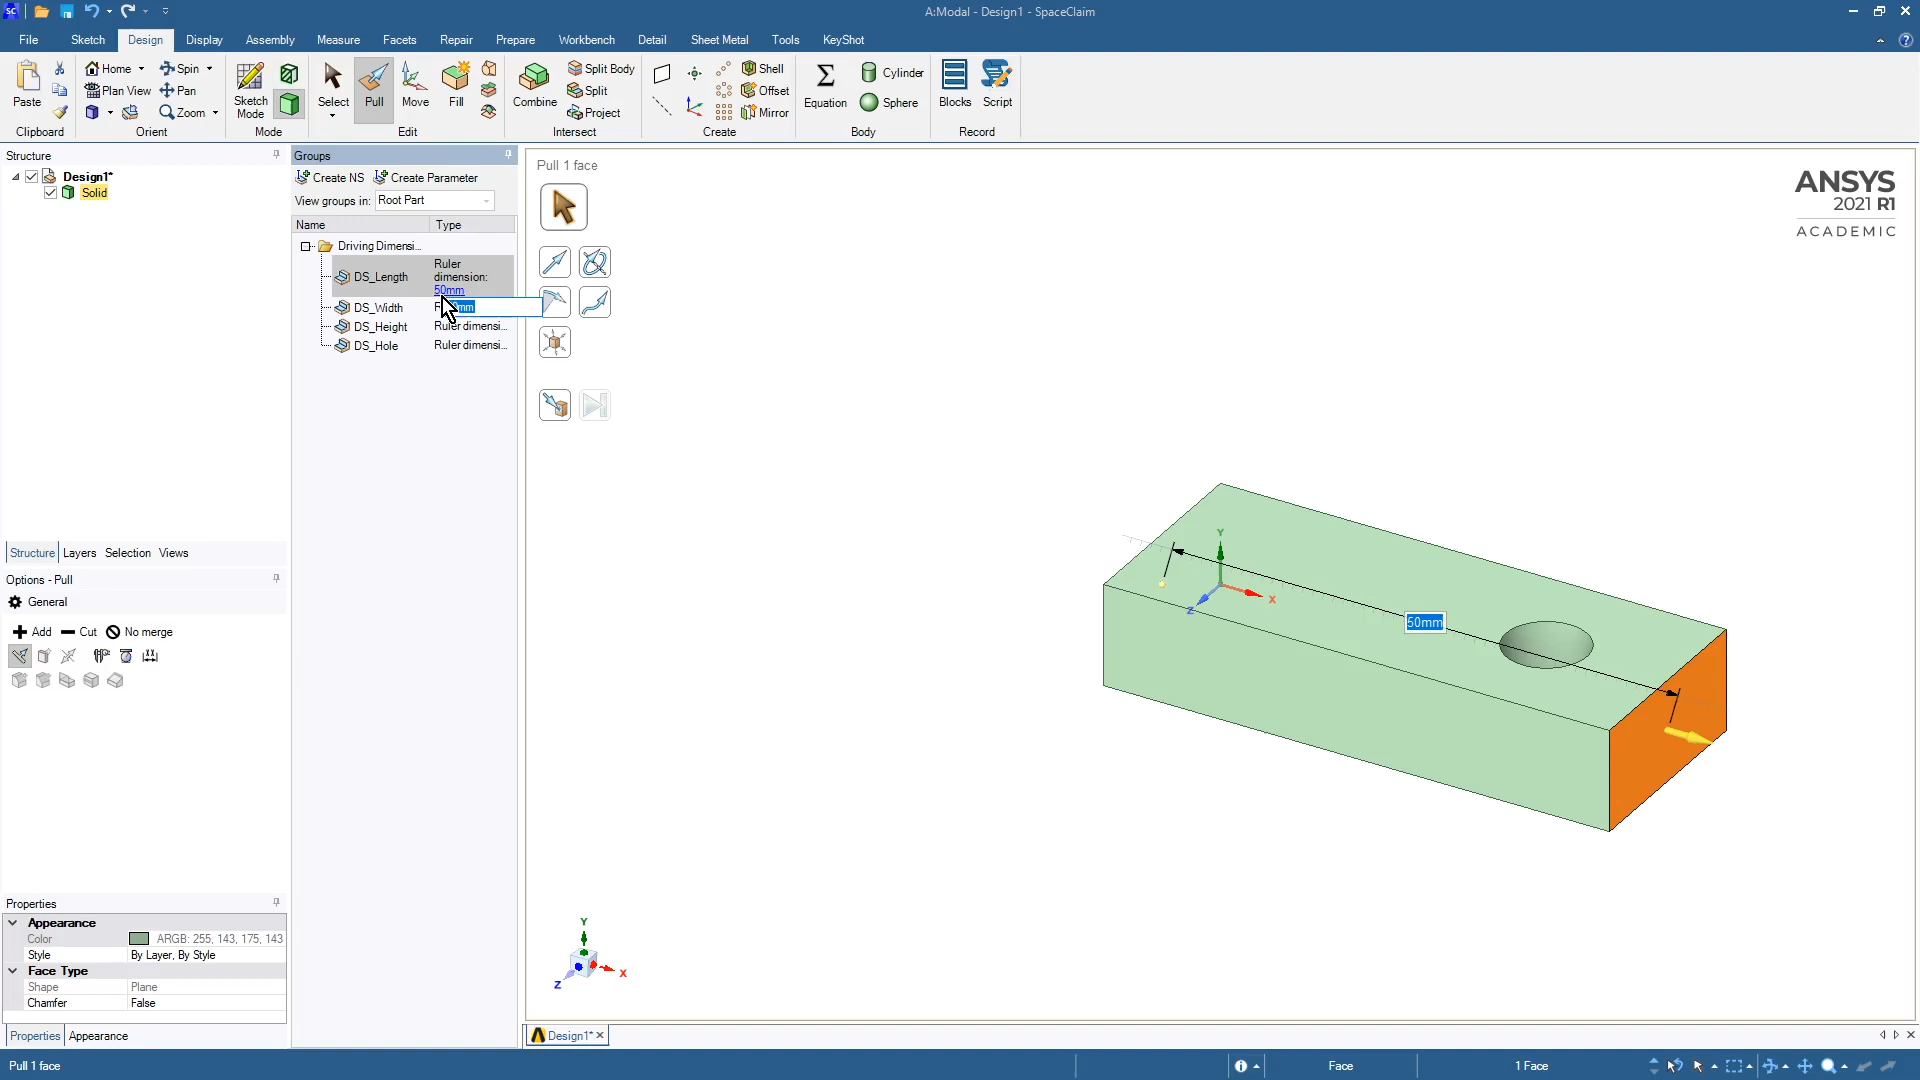 A:Modal - Design1 - SpaceClaim
File Sketch Design Display Assembly Measure Facets Repair Prepare Workbench Detail Sheet Metal Tools KeyShot
Paste
Clipboard
Home
Plan View
Spin
Pan
Zoom
Orient
Sketch
Mode
Mode
Select
Pull
Move
Fill
Edit
Combine
Split Body
Split
Project
Intersect
Shell
Offset
Mirror
Create
Equation
Cylinder
Sphere
Body
Blocks
Script
Record
Structure
Design1*
Solid
Structure Layers Selection Views
Options - Pull
General
Add Cut No merge
Properties
Appearance
Color ARGB: 255, 143, 175, 143
Style By Layer, By Style
Face Type
Shape Plane
Chamfer False
Properties Appearance
Groups
Create NS Create Parameter
View groups in: Root Part
Name Type
Driving Dimensi...
DS_Length Ruler
dimension:
50mm
DS_Width
DS_Height Ruler dimensi...
DS_Hole Ruler dimensi...
Pull 1 face
ANSYS
2021 R1
ACADEMIC
Y
X
Z
50mm
Y
X
Z
Design1*
Pull 1 face
Face
1 Face